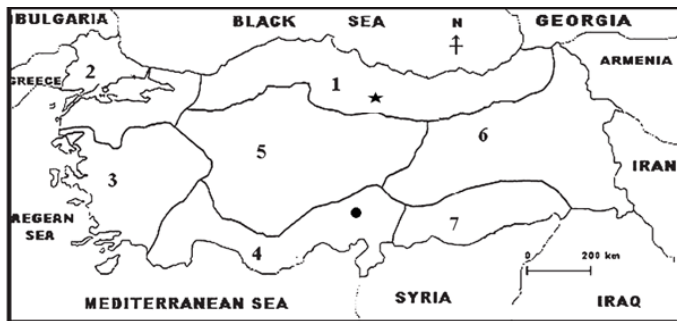 BULGARIA
BLACK SEA
N
GEORGIA
GREECE
2
1
ARMENIA
5
6
3
IRAN
AEGEAN
SEA
4
7
0 200 km
MEDITERRANEAN SEA
SYRIA
IRAQ